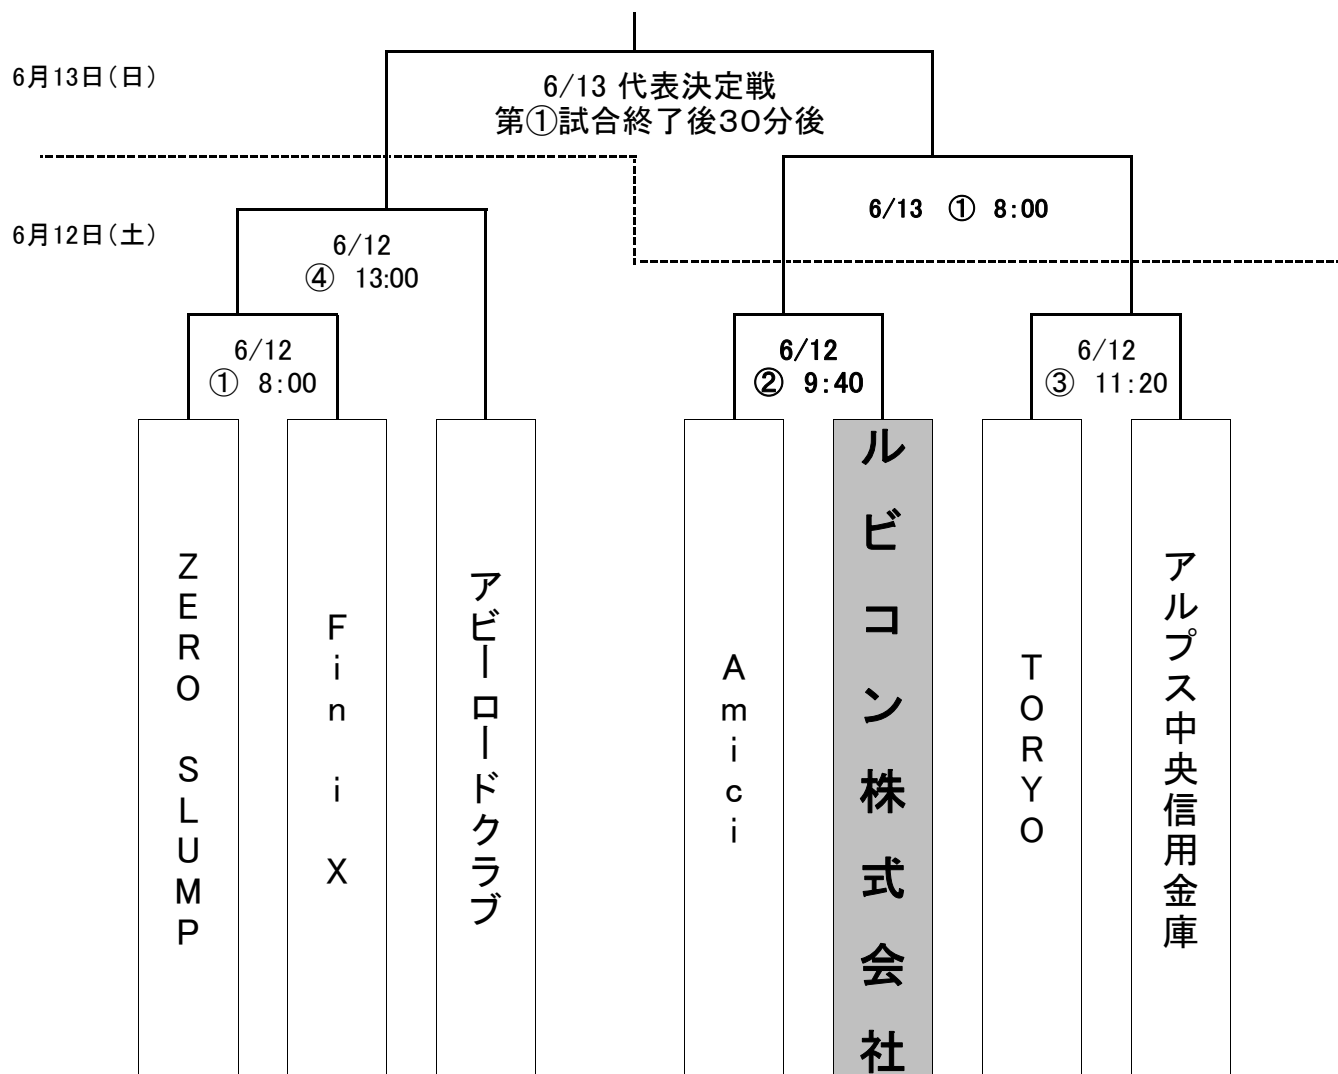 6月13日(日)
6/13 代表決定戦
第①試合終了後30分後
6/13 ① 8:00
6月12日(土)
6/12
④ 13:00
6/12
① 8:00
6/12
② 9:40
6/12
③ 11:20
ZERO SLUMP
Fin i X
アビーロードクラブ
Amici
ルビコン株式会社
TORYO
アルプス中央信用金庫